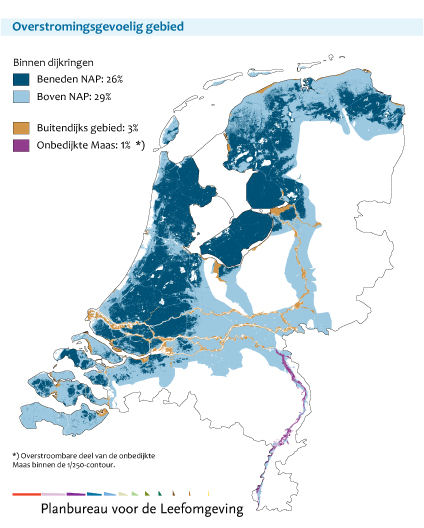 Overstromingsgevoelig gebied
Binnen dijkringen
Beneden NAP: 26%
Boven NAP: 29%
Buitendijks gebied: 3%
Onbedijkte Maas: 1% *)
*) Overstroombare deel van de onbedijkte
Maas binnen de 1/250-contour.
Planbureau voor de Leefomgeving